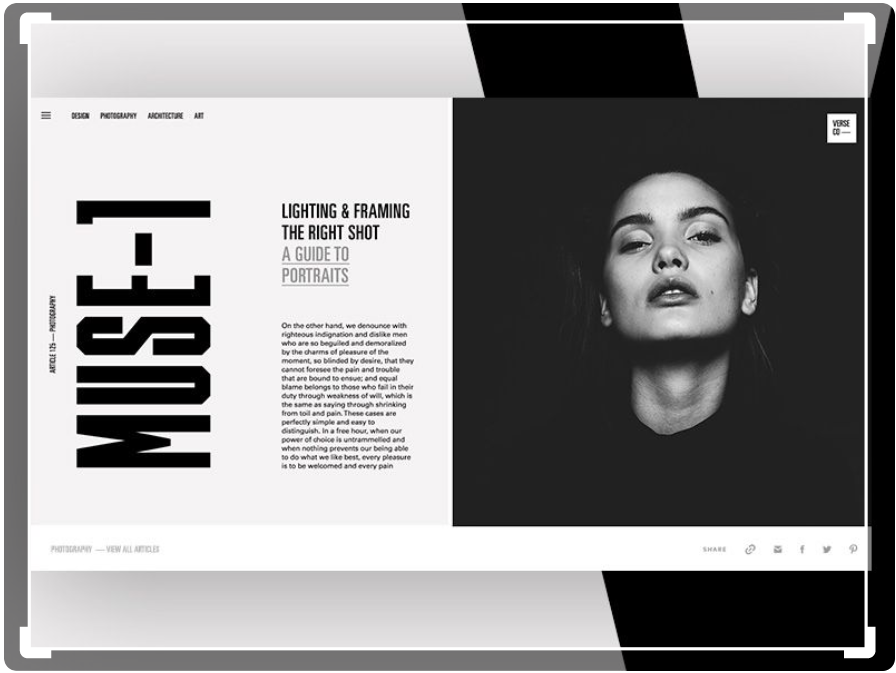 DESIGN PHOTOGRAPHY ARCHITECTURE ART
VERSE
CO —
ARTICLE 125 — PHOTOGRAPHY
MUSE–1
LIGHTING & FRAMING
THE RIGHT SHOT
A GUIDE TO
PORTRAITS
On the other hand, we denounce with
righteous indignation and dislike men
who are so beguiled and demoralized
by the charms of pleasure of the
moment, so blinded by desire, that they
cannot foresee the pain and trouble
that are bound to ensue; and equal
blame belongs to those who fail in their
duty through weakness of will, which is
the same as saying through shrinking
from toil and pain. These cases are
perfectly simple and easy to
distinguish. In a free hour, when our
power of choice is untrammelled and
when nothing prevents our being able
to do what we like best, every pleasure
is to be welcomed and every pain
PHOTOGRAPHY — VIEW ALL ARTICLES
SHARE